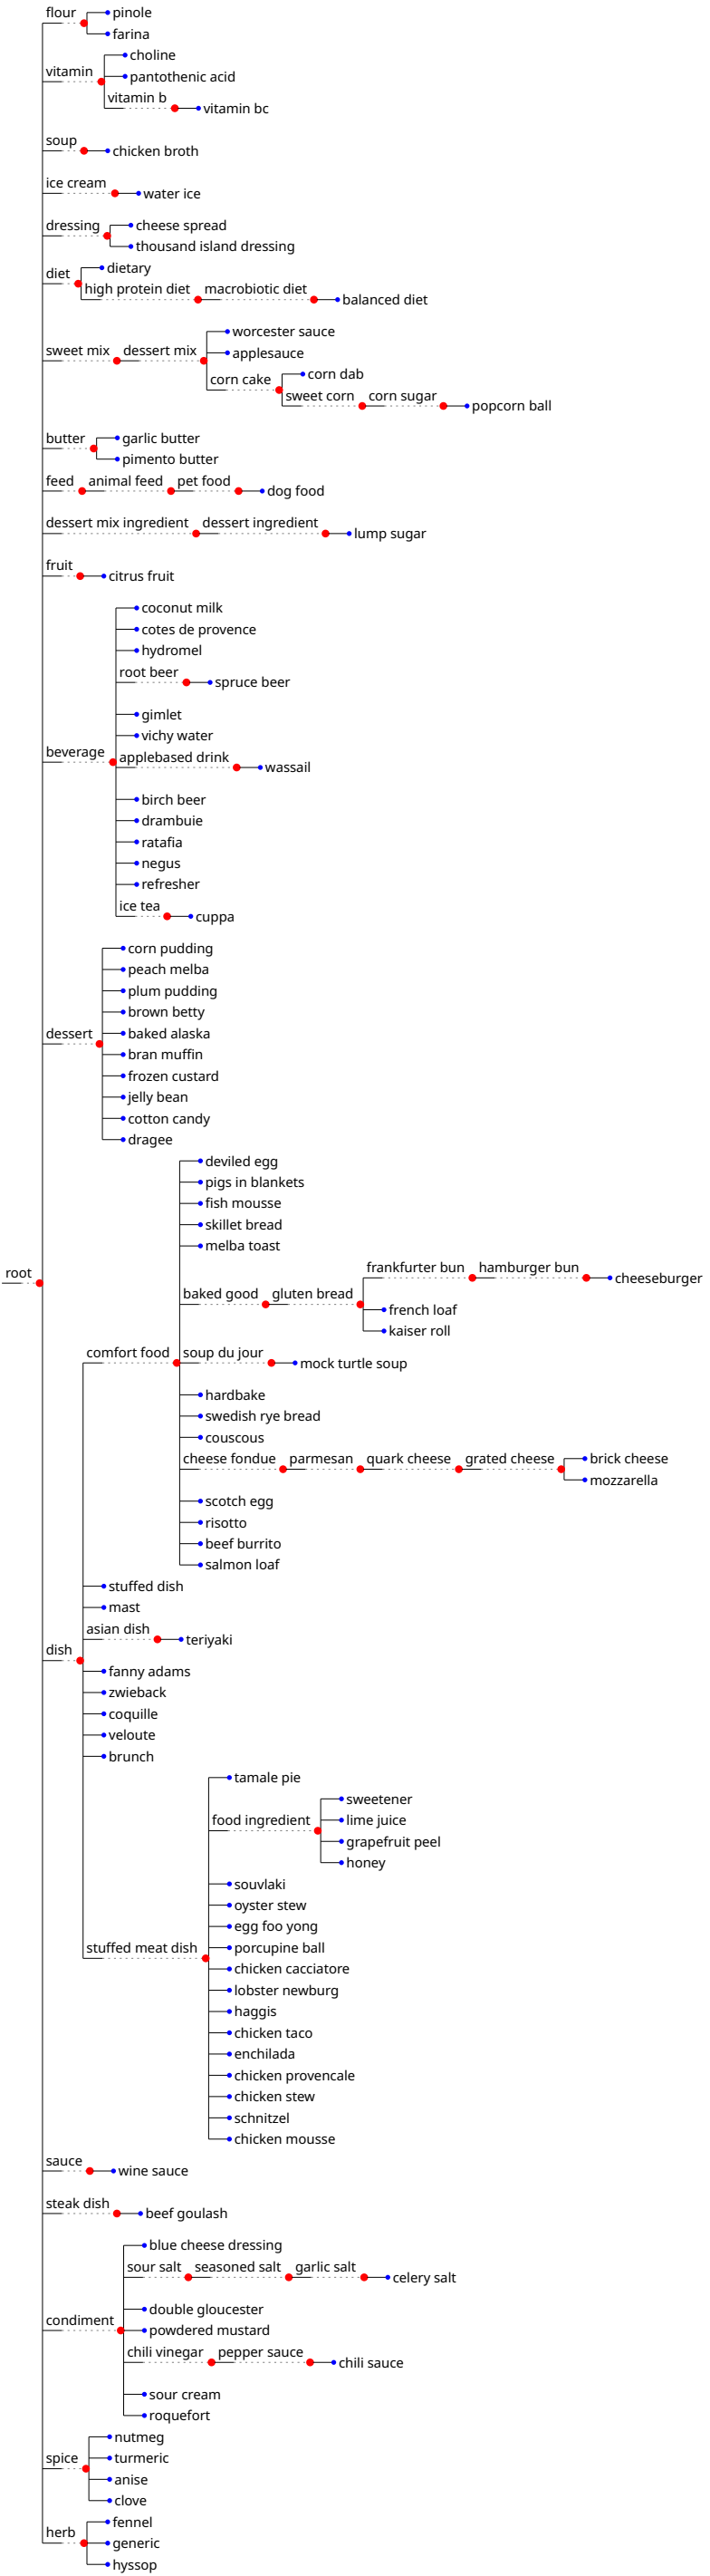 flour
pinole
farina
vitamin
choline
pantothenic acid
vitamin b
vitamin bc
soup
chicken broth
ice cream
water ice
dressing
cheese spread
thousand island dressing
diet
dietary
high protein diet macrobiotic diet
balanced diet
sweet mix dessert mix
worcester sauce
applesauce
corn cake
corn dab
sweet corn corn sugar
popcorn ball
butter
garlic butter
pimento butter
feed animal feed pet food
dog food
dessert mix ingredient dessert ingredient
lump sugar
fruit
citrus fruit
beverage
coconut milk
cotes de provence
hydromel
root beer
spruce beer
gimlet
vichy water
applebased drink
wassail
birch beer
drambuie
ratafia
negus
refresher
ice tea
cuppa
dessert
corn pudding
peach melba
plum pudding
brown betty
baked alaska
bran muffin
frozen custard
jelly bean
cotton candy
dragee
root
dish
comfort food
deviled egg
pigs in blankets
fish mousse
skillet bread
melba toast
baked good gluten bread
frankfurter bun hamburger bun
cheeseburger
french loaf
kaiser roll
soup du jour
mock turtle soup
hardbake
swedish rye bread
couscous
cheese fondue parmesan quark cheese grated cheese
brick cheese
mozzarella
scotch egg
risotto
beef burrito
salmon loaf
stuffed dish
mast
asian dish
teriyaki
fanny adams
zwieback
coquille
veloute
brunch
stuffed meat dish
tamale pie
food ingredient
sweetener
lime juice
grapefruit peel
honey
souvlaki
oyster stew
egg foo yong
porcupine ball
chicken cacciatore
lobster newburg
haggis
chicken taco
enchilada
chicken provencale
chicken stew
schnitzel
chicken mousse
sauce
wine sauce
steak dish
beef goulash
condiment
blue cheese dressing
sour salt seasoned salt garlic salt
celery salt
double gloucester
powdered mustard
chili vinegar pepper sauce
chili sauce
sour cream
roquefort
spice
nutmeg
turmeric
anise
clove
herb
fennel
generic
hyssop